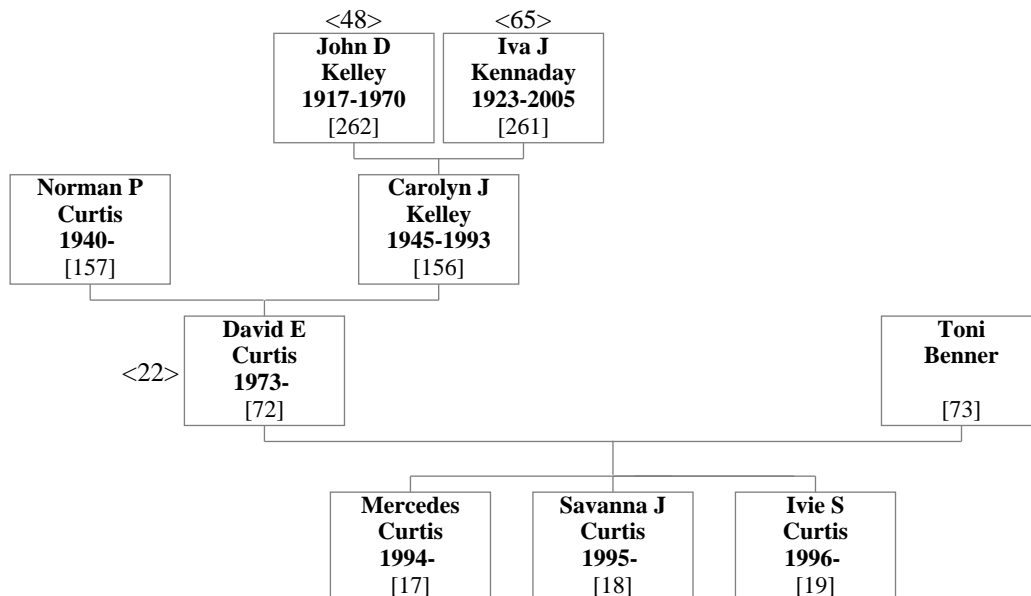 <48>
<65>
John D
Kelley
1917-1970
[262]
Iva J
Kennaday
1923-2005
[261]
Norman P
Curtis
1940-
[157]
Carolyn J
Kelley
1945-1993
[156]
<22>
David E
Curtis
1973-
[72]
Toni
Benner
[73]
Mercedes
Curtis
1994-
[17]
Savanna J
Curtis
1995-
[18]
Ivie S
Curtis
1996-
[19]